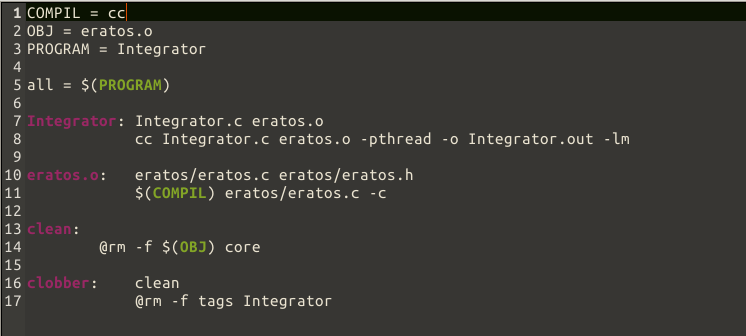 1 COMPIL = cc
2 OBJ = eratos.o
3 PROGRAM = Integrator
4
5 all = $(PROGRAM)
6
7 Integrator: Integrator.c eratos.o
8 cc Integrator.c eratos.o -pthread -o Integrator.out -lm
9
10 eratos.o: eratos/eratos.c eratos/eratos.h
11 $(COMPIL) eratos/eratos.c -c
12
13 clean:
14 @rm -f $(OBJ) core
15
16 clobber: clean
17 @rm -f tags Integrator